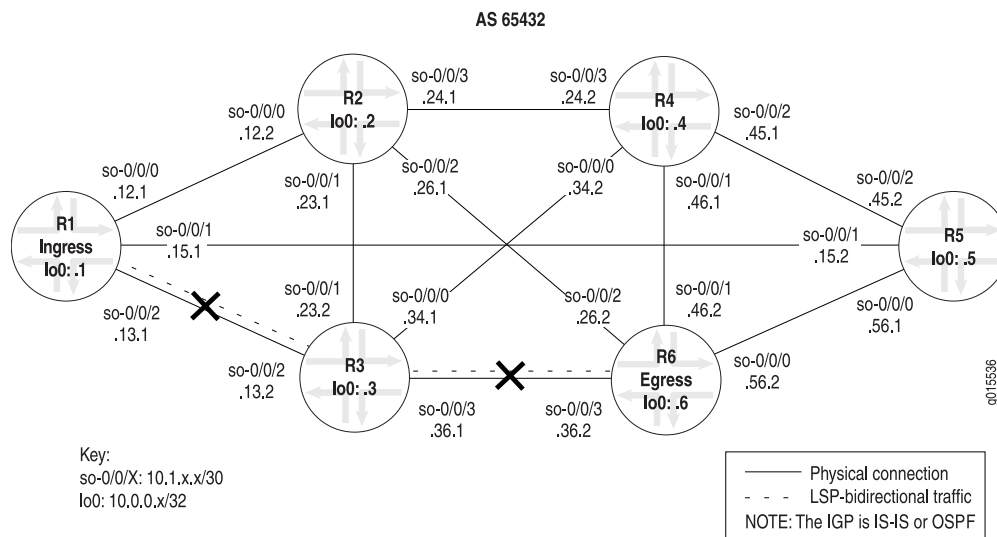 AS 65432
R2
lo0: .2
so-0/0/3
.24.1
so-0/0/3
.24.2
R4
lo0: .4
so-0/0/0
.12.2
so-0/0/2
.45.1
so-0/0/0
.12.1
so-0/0/1
.23.1
so-0/0/2
.26.1
so-0/0/0
.34.2
so-0/0/1
.46.1
so-0/0/2
.45.2
R1
Ingress
lo0: .1
so-0/0/1
.15.1
so-0/0/1
.15.2
R5
lo0: .5
so-0/0/2
.13.1
so-0/0/1
.23.2
so-0/0/0
.34.1
so-0/0/2
.26.2
so-0/0/1
.46.2
so-0/0/0
.56.1
so-0/0/2
.13.2
R3
lo0: .3
R6
Egress
lo0: .6
so-0/0/0
.56.2
so-0/0/3
.36.1
so-0/0/3
.36.2
g015536
Key:
so-0/0/X: 10.1.x.x/30
lo0: 10.0.0.x/32
Physical connection
LSP-bidirectional traffic
NOTE: The IGP is IS-IS or OSPF